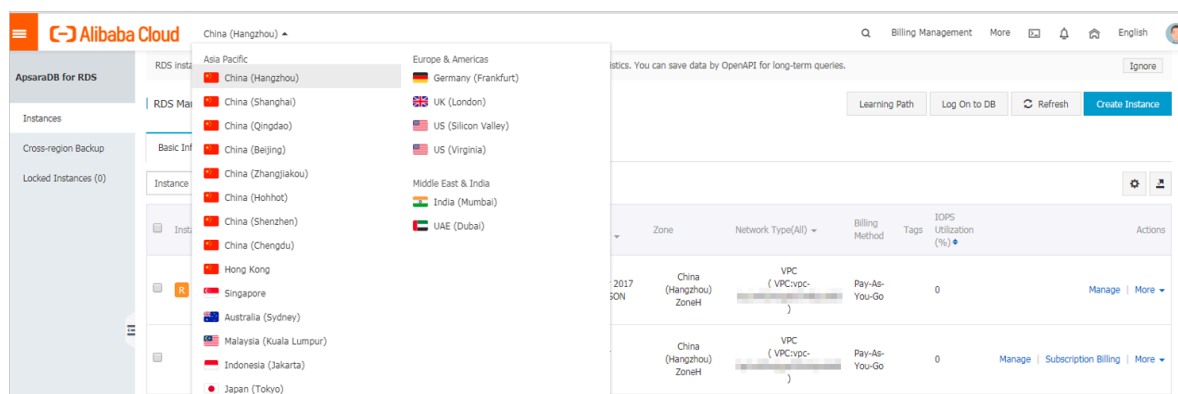 Alibaba Cloud
China (Hangzhou)
Billing Management
More
English
ApsaraDB for RDS
Instances
Cross-region Backup
Locked Instances (0)
RDS insta
istics. You can save data by OpenAPI for long-term queries.
Ignore
RDS Mar
Learning Path
Log On to DB
Refresh
Create Instance
Basic Inf
Instance
Asia Pacific
China (Hangzhou)
China (Shanghai)
China (Qingdao)
China (Beijing)
China (Zhangjiakou)
China (Hohhot)
China (Shenzhen)
China (Chengdu)
Hong Kong
Singapore
Australia (Sydney)
Malaysia (Kuala Lumpur)
Indonesia (Jakarta)
Japan (Tokyo)
Europe & Americas
Germany (Frankfurt)
UK (London)
US (Silicon Valley)
US (Virginia)
Middle East & India
India (Mumbai)
UAE (Dubai)
Insta
Zone
Network Type(All)
Billing
Method
Tags
IOPS
Utilization
(%)
Actions
R
2017
SON
China
(Hangzhou)
ZoneH
VPC
( VPC:vpc-
)
Pay-As-
You-Go
0
Manage | More
China
(Hangzhou)
ZoneH
VPC
( VPC:vpc-
)
Pay-As-
You-Go
0
Manage | Subscription Billing | More